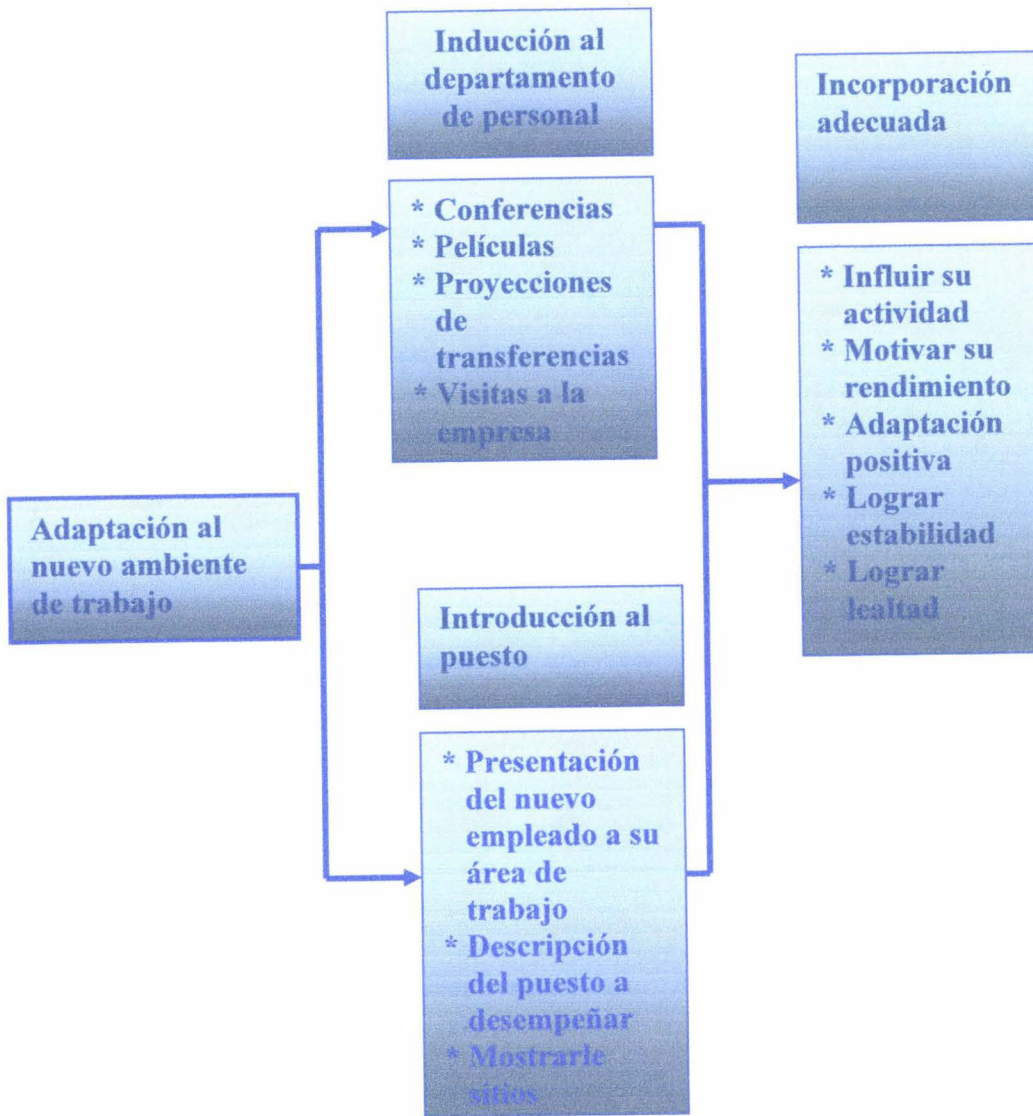 Inducción al
departamento
de personal
* Conferencias
* Películas
* Proyecciones
de
transferencias
* Visitas a la
empresa
Adaptación al
nuevo ambiente
de trabajo
Introducción al
puesto
* Presentación
del nuevo
empleado a su
área de
trabajo
* Descripción
del puesto a
desempeñar
* Mostrarle
sitios
Incorporación
adecuada
* Influir su
actividad
* Motivar su
rendimiento
* Adaptación
positiva
* Lograr
estabilidad
* Lograr
lealtad